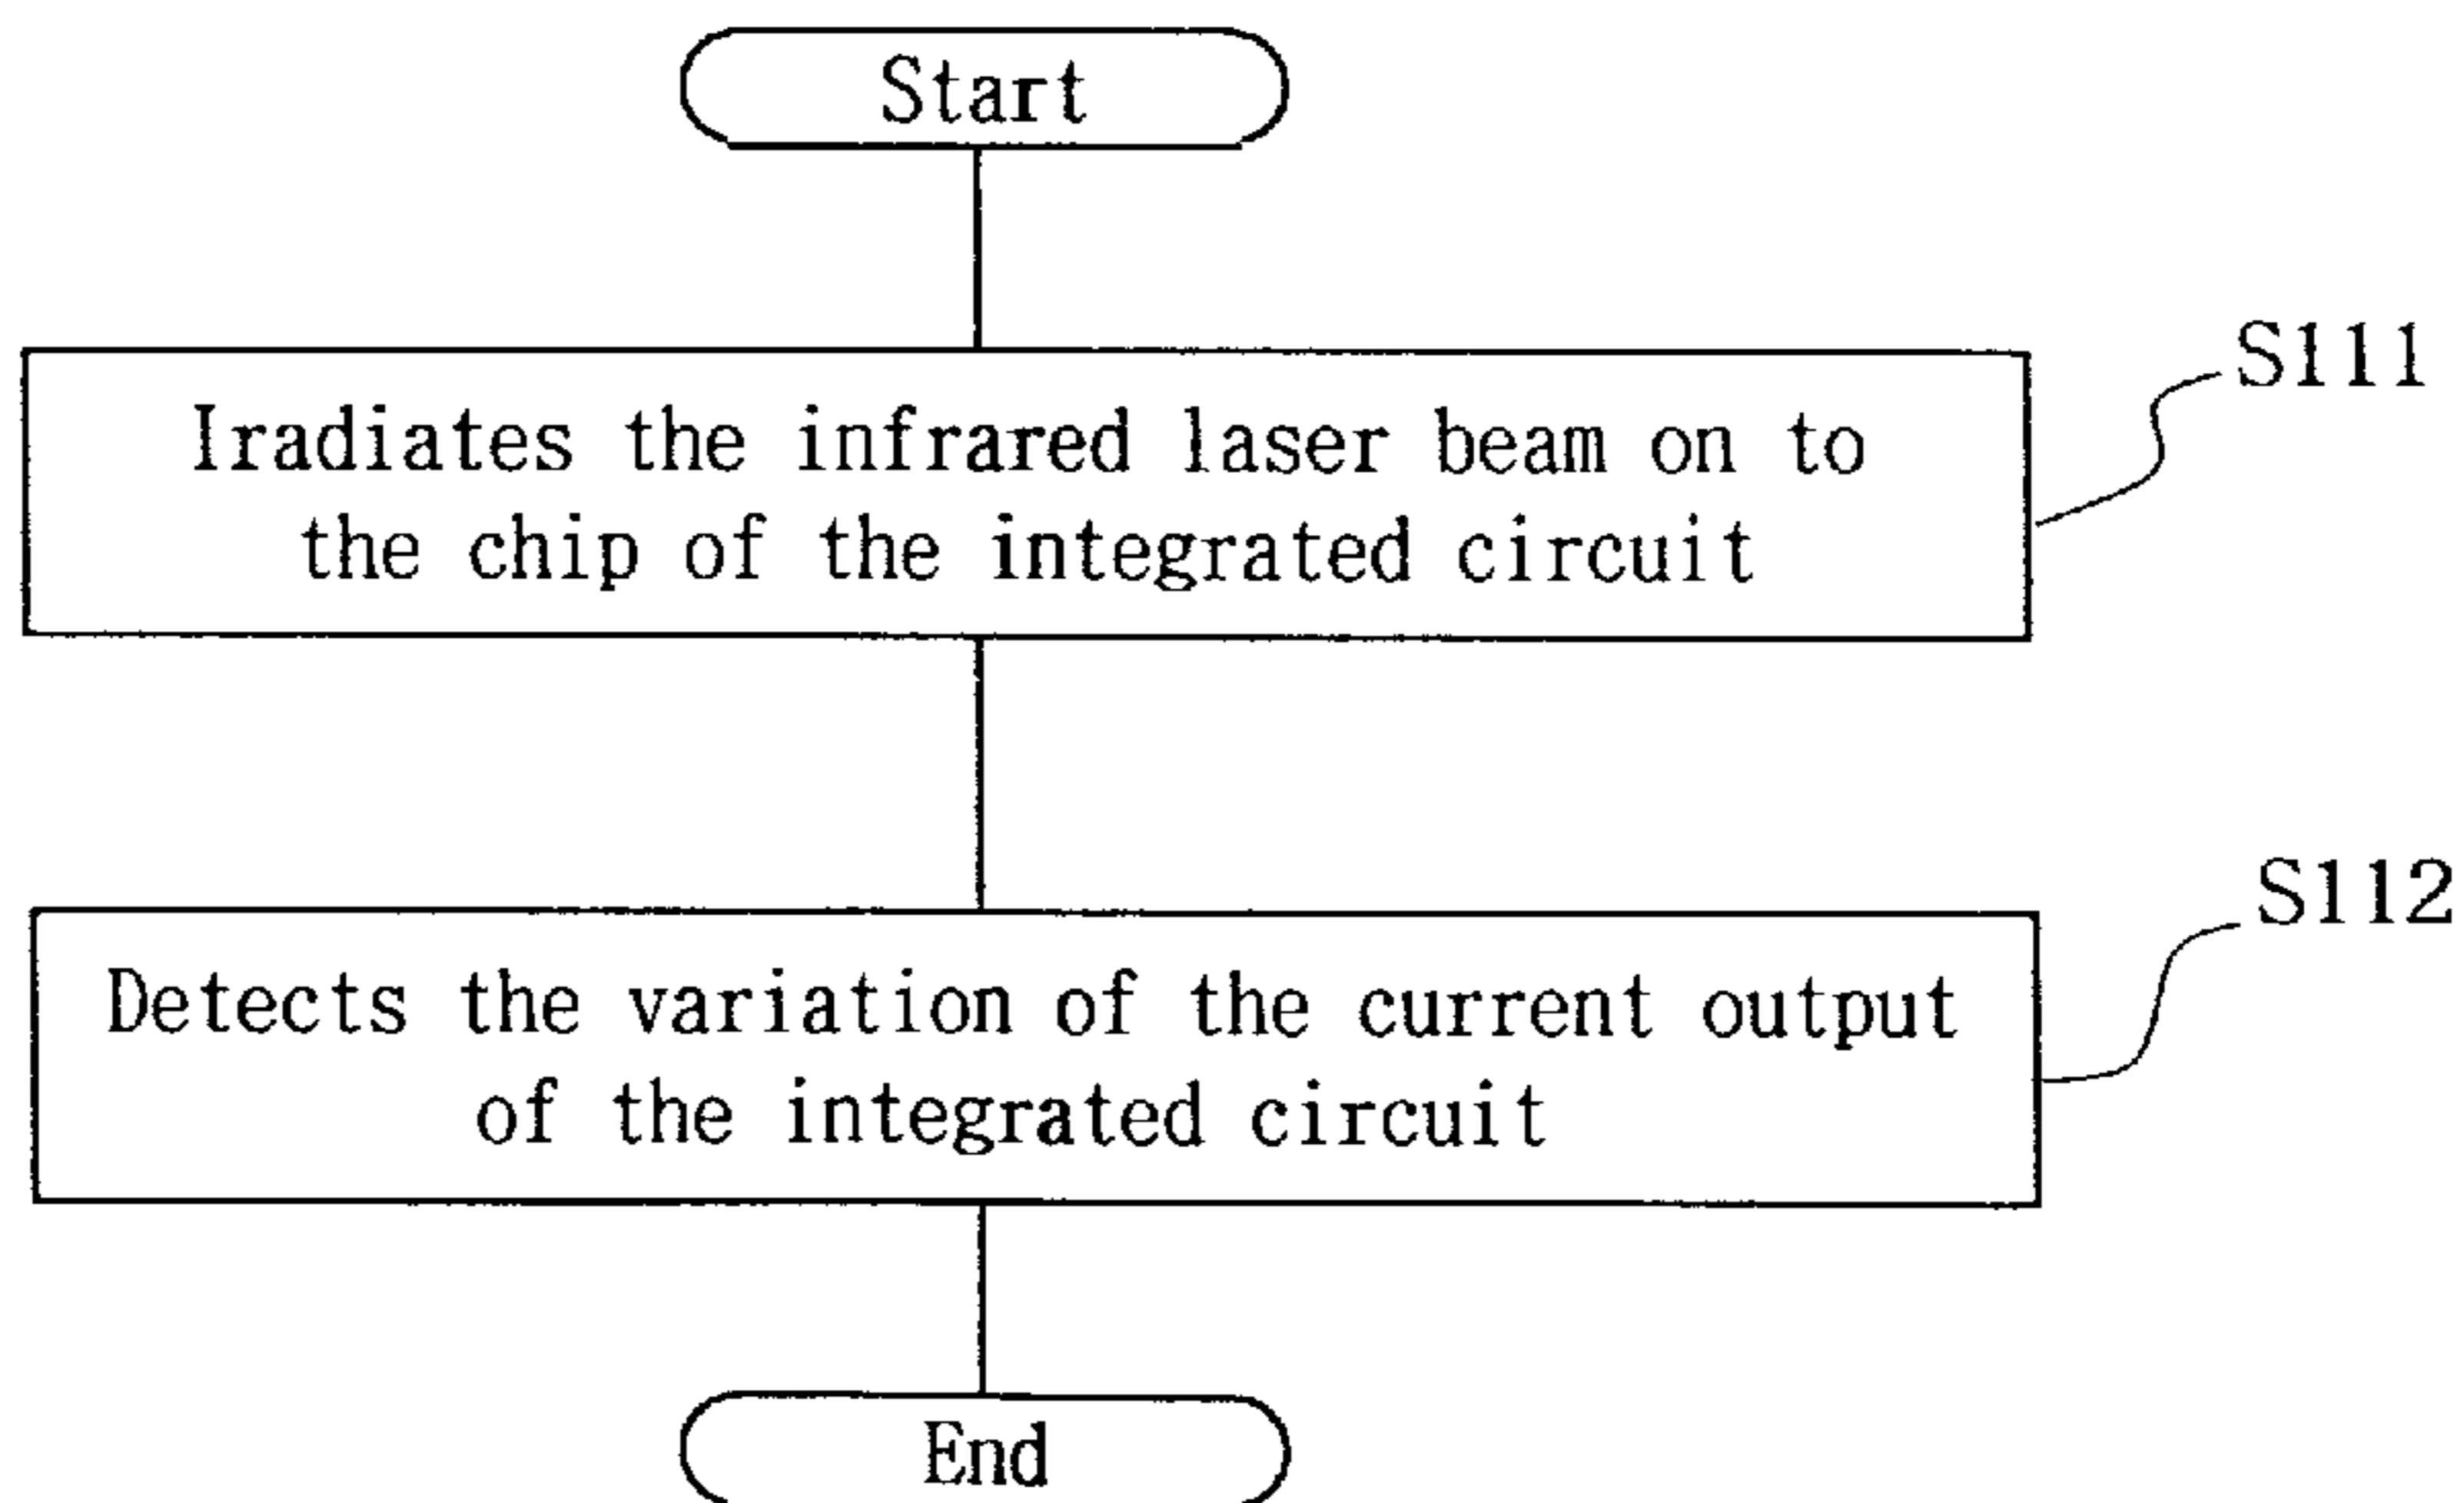 Start
S111
Iradiates the infrared laser beam on to
the chip of the integrated circuit
S112
Detects the variation of the current output
of the integrated circuit
End